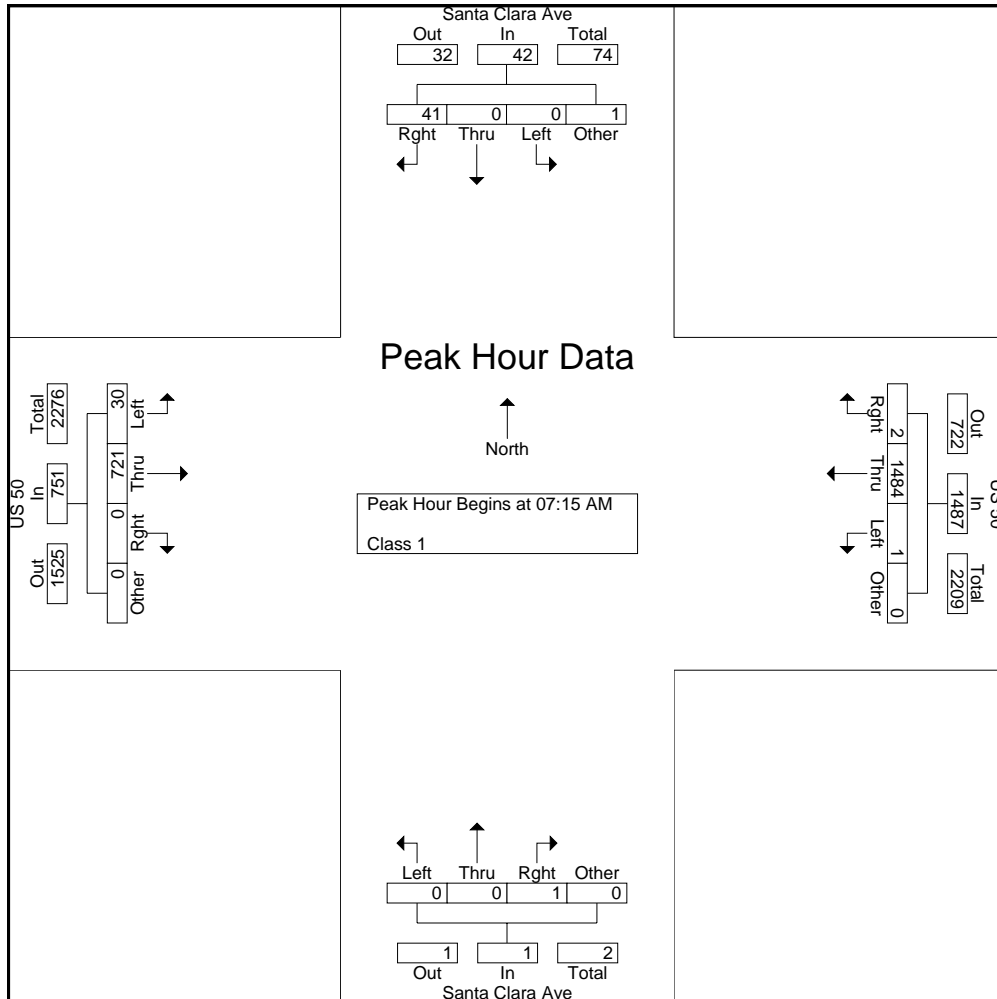 Santa Clara Ave
Out In Total
32 42 74
41 0 0 1
Rght Thru Left Other
Peak Hour Data
North
Peak Hour Begins at 07:15 AM
Class 1
US 50
Total In Out
2276 751 1525
30 721 0 0
Left Thru Rght Other
US 50
Out In Total
722 1487 2209
2 1484 1 0
Rght Thru Left Other
Left Thru Rght Other
0 0 1 0
1 1 2
Out In Total
Santa Clara Ave